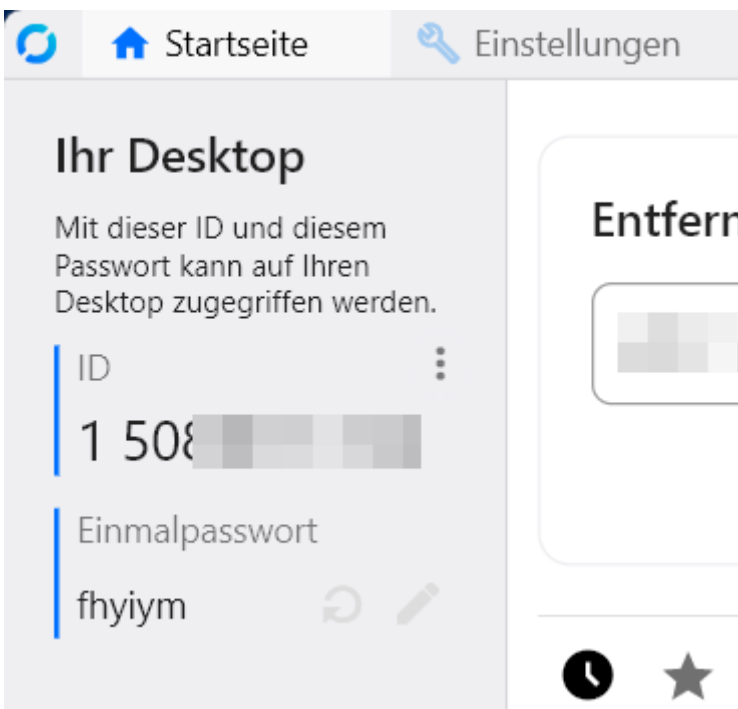 Startseite
Einstellungen
Ihr Desktop
Mit dieser ID und diesem
Passwort kann auf Ihren
Desktop zugegriffen werden.
ID
1 508
Einmalpasswort
fhyiym
Entfern